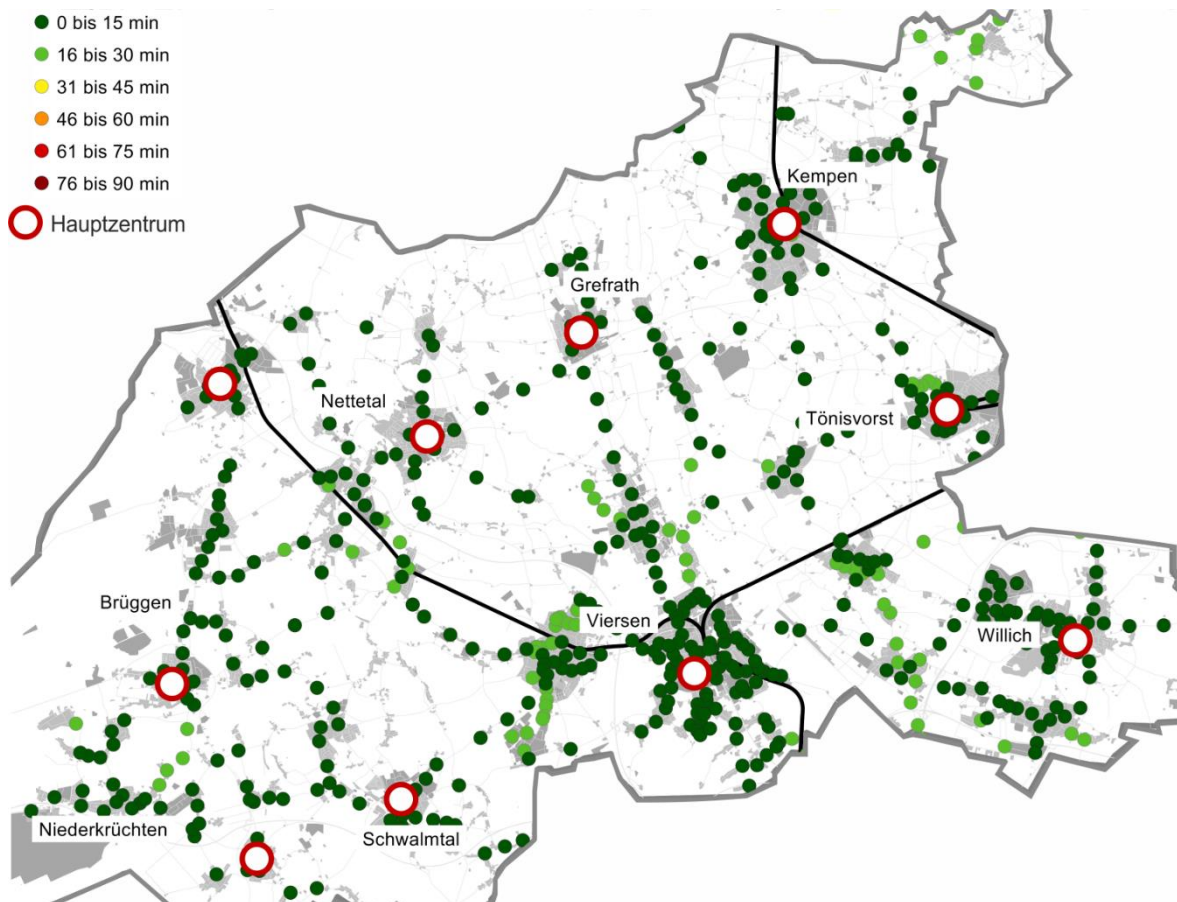 0 bis 15 min
16 bis 30 min
31 bis 45 min
46 bis 60 min
61 bis 75 min
76 bis 90 min
Hauptzentrum
Kempen
Grefrath
Nettetal
Tönisvorst
Brüggen
Viersen
Willich
Niederkrüchten
Schwalmtal